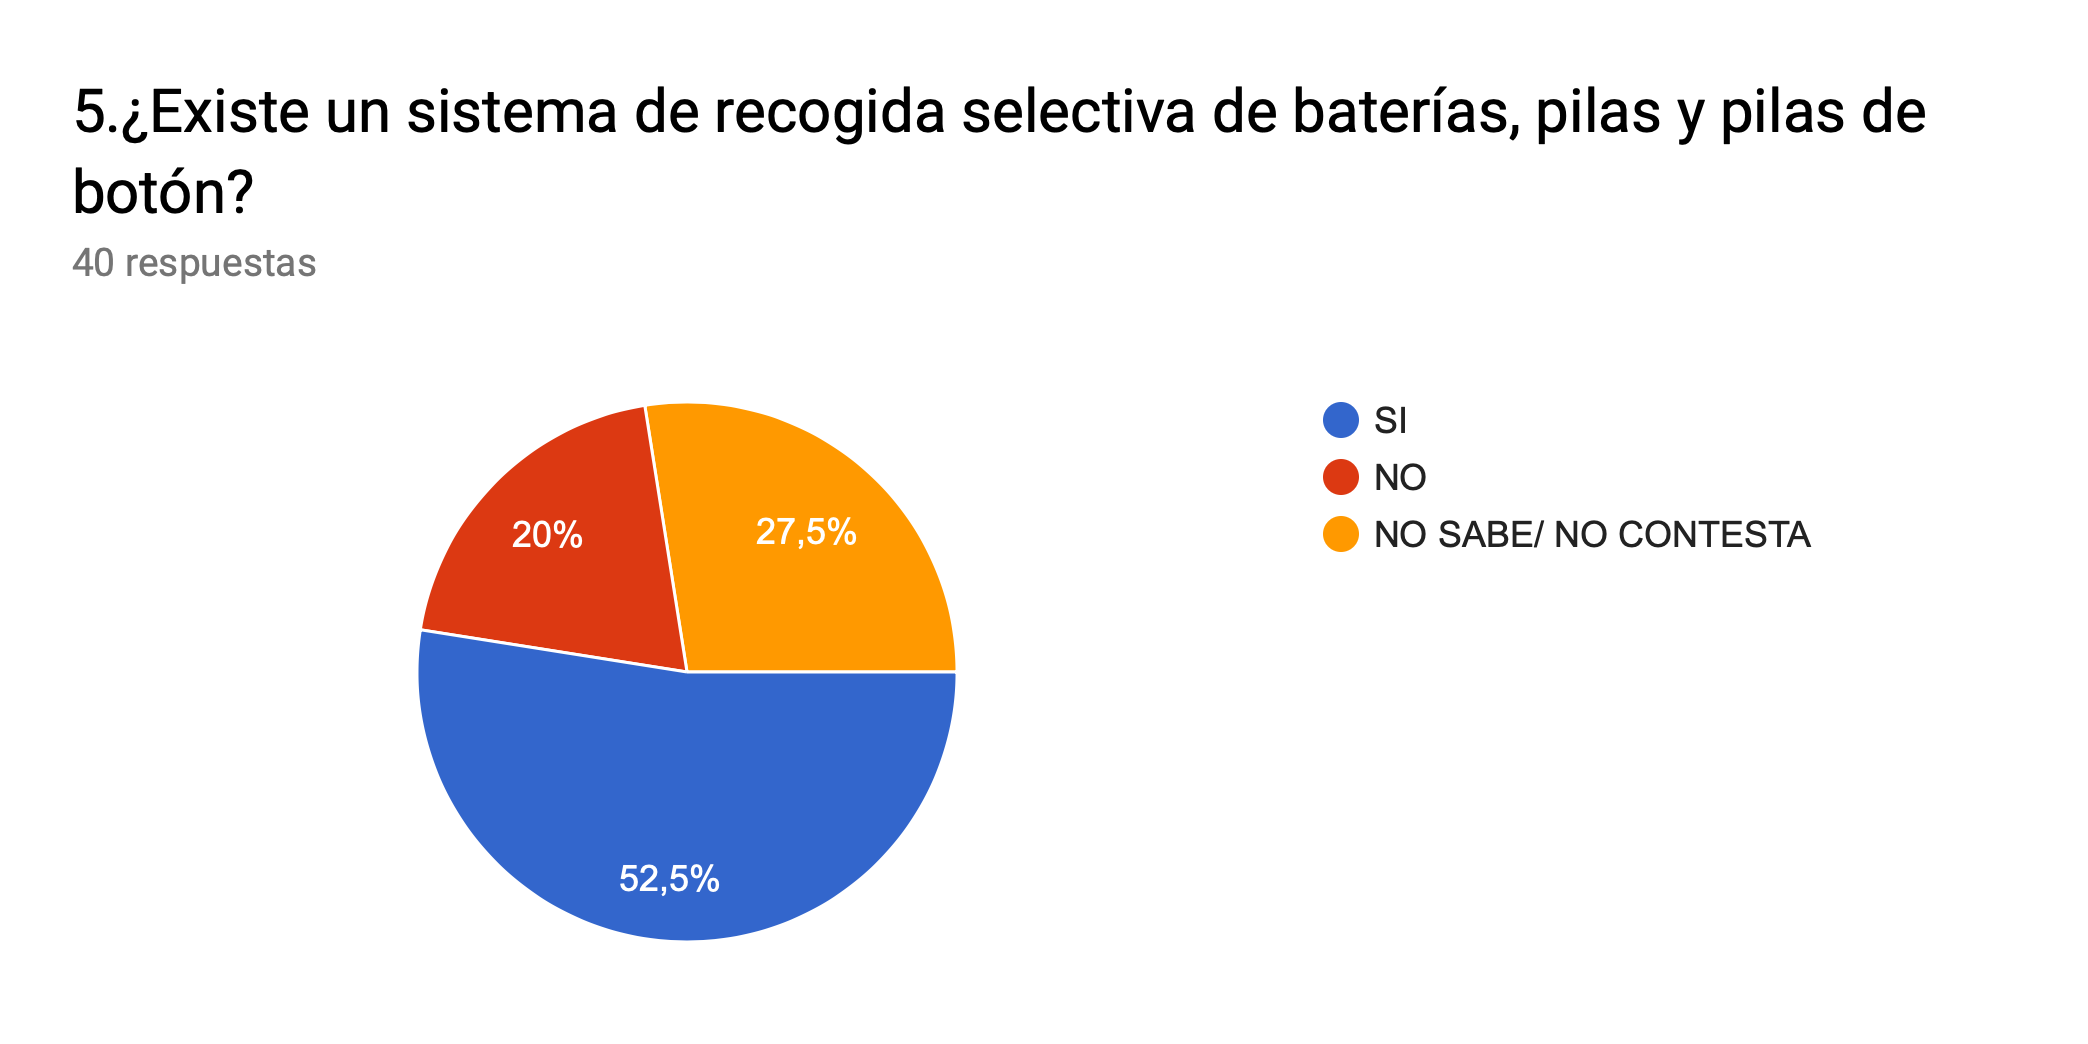 5.¿Existe un sistema de recogida selectiva de baterías, pilas y pilas de
botón?
40 respuestas
SI
NO
NO SABE/ NO CONTESTA
20%
27,5%
52,5%